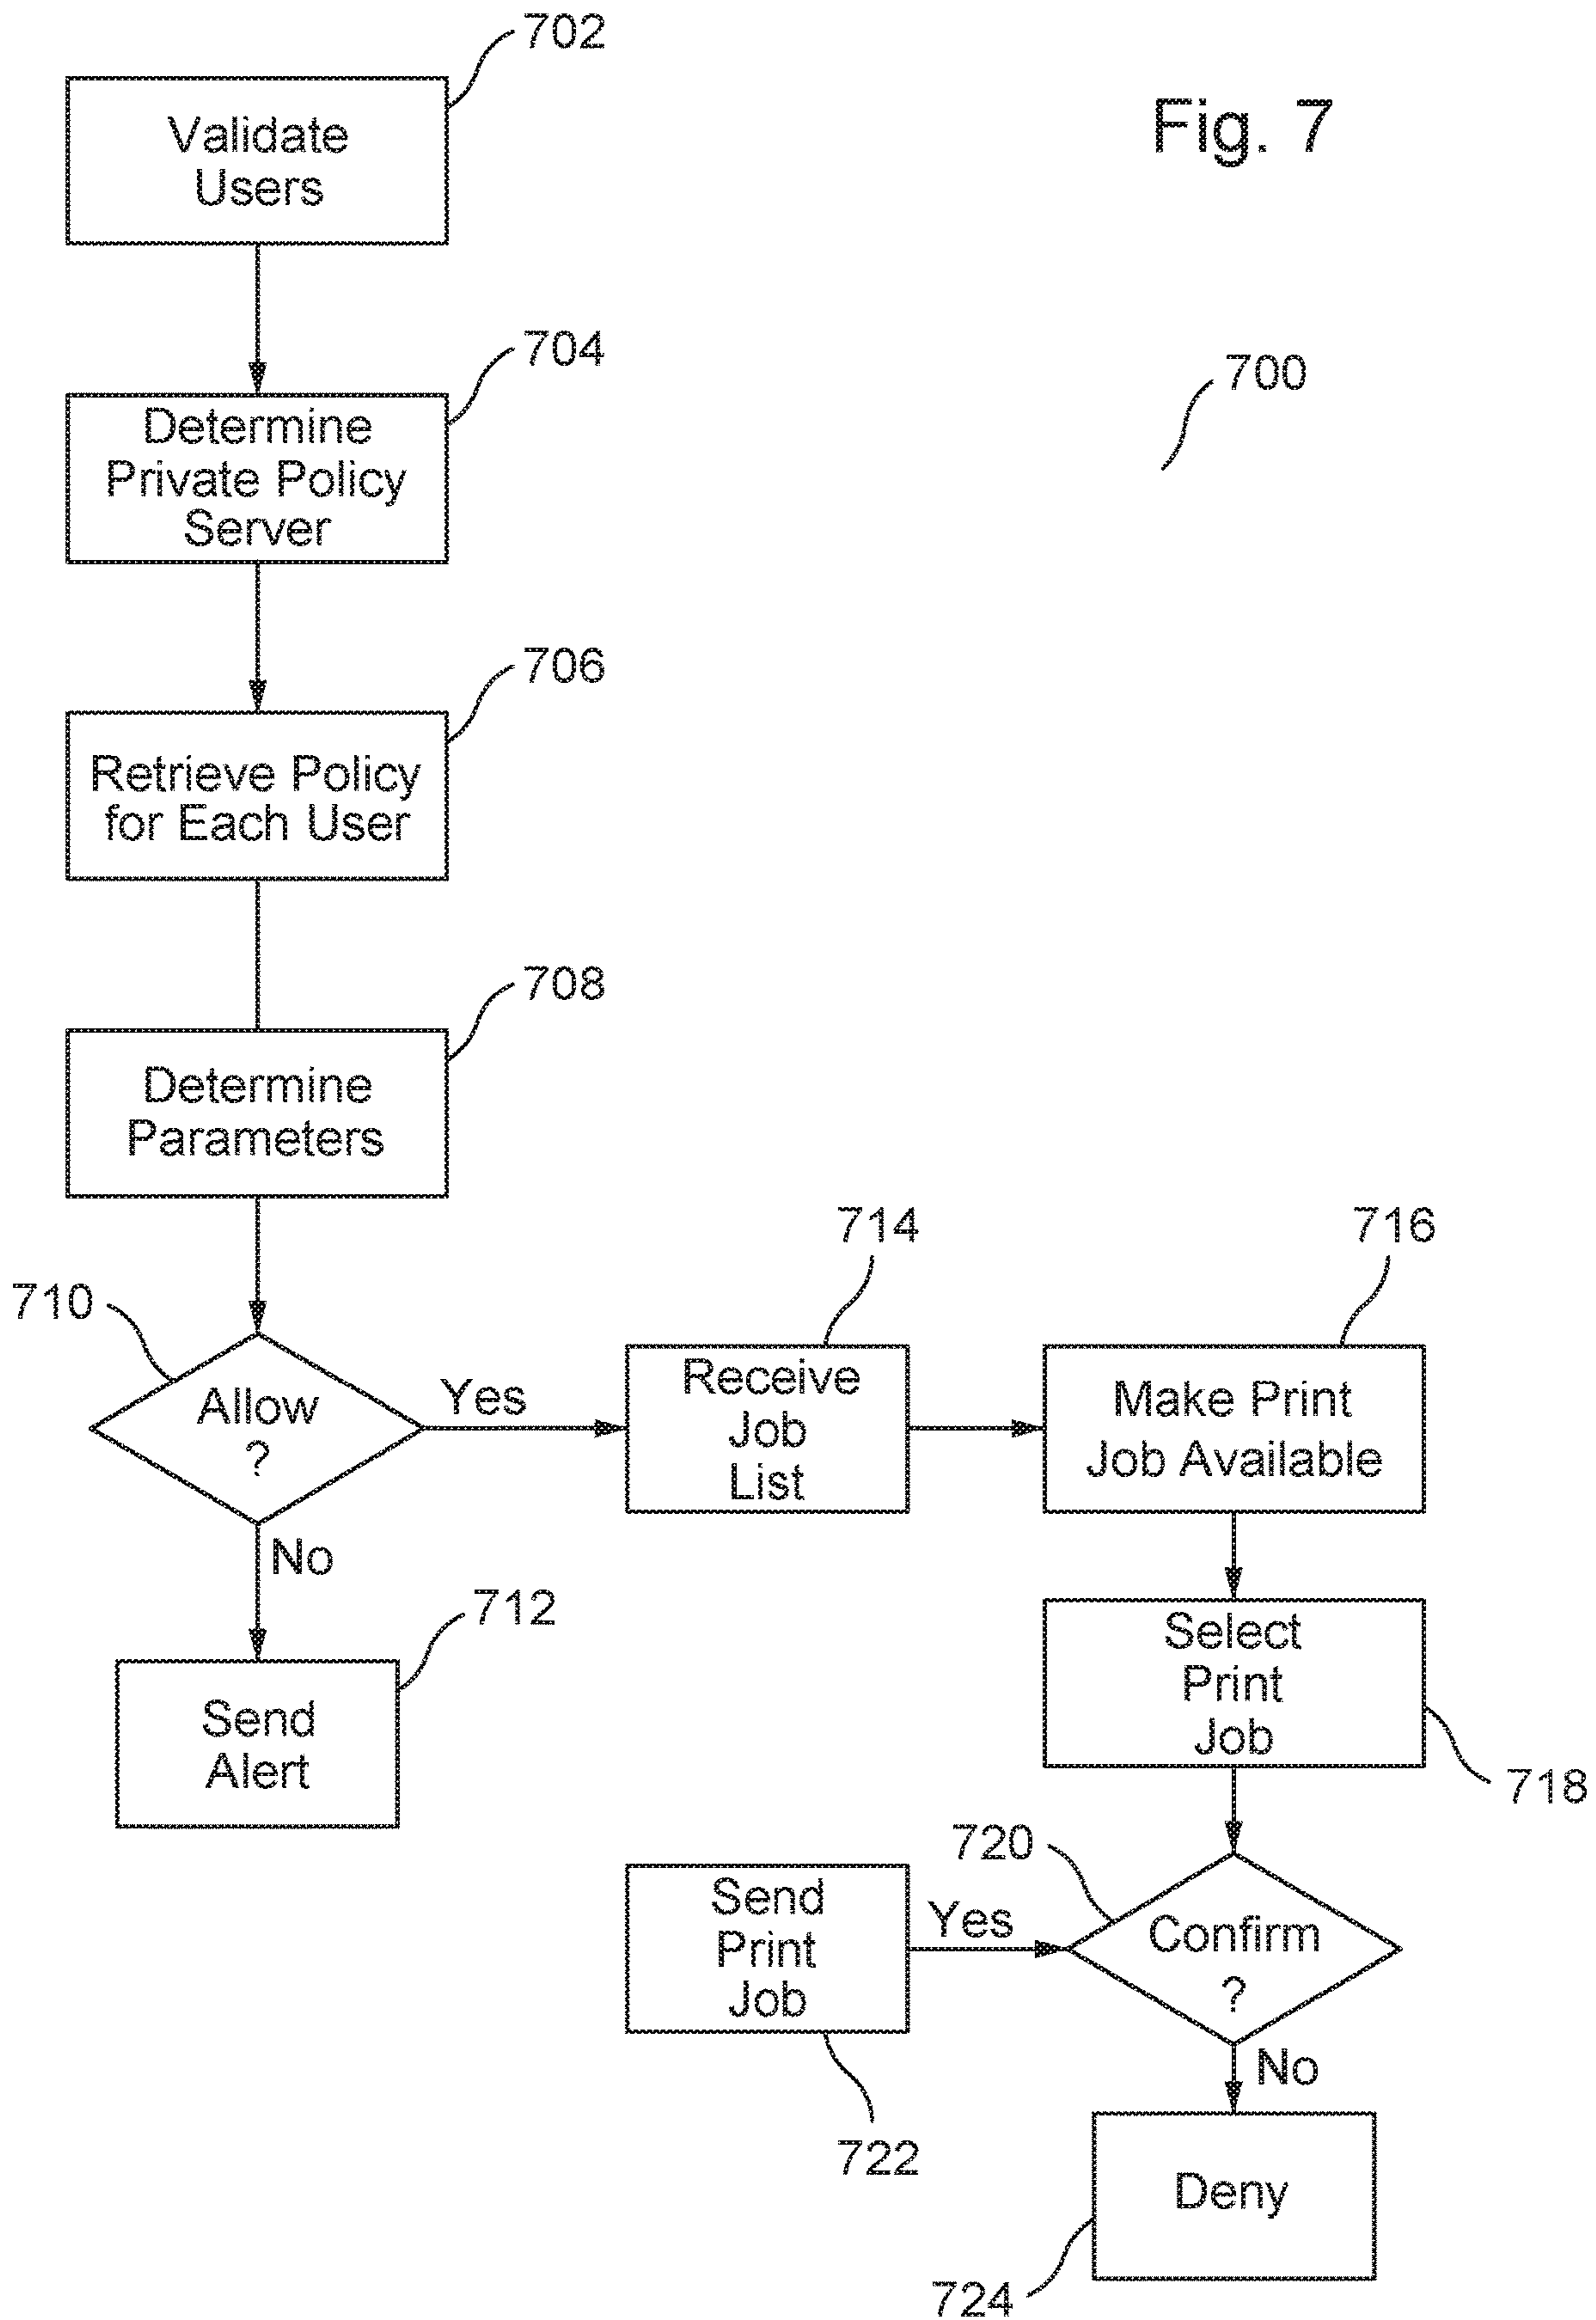 702
Validate
Users
Fig. 7
704
Determine
Private Policy
Server
700
706
Retrieve Policy
for Each User
708
Determine
Parameters
710
Allow
?
Yes
No
712
Send
Alert
714
Receive
Job
List
716
Make Print
Job Available
Select
Print
Job
718
720
Confirm
?
Yes
Send
Print
Job
722
No
Deny
724